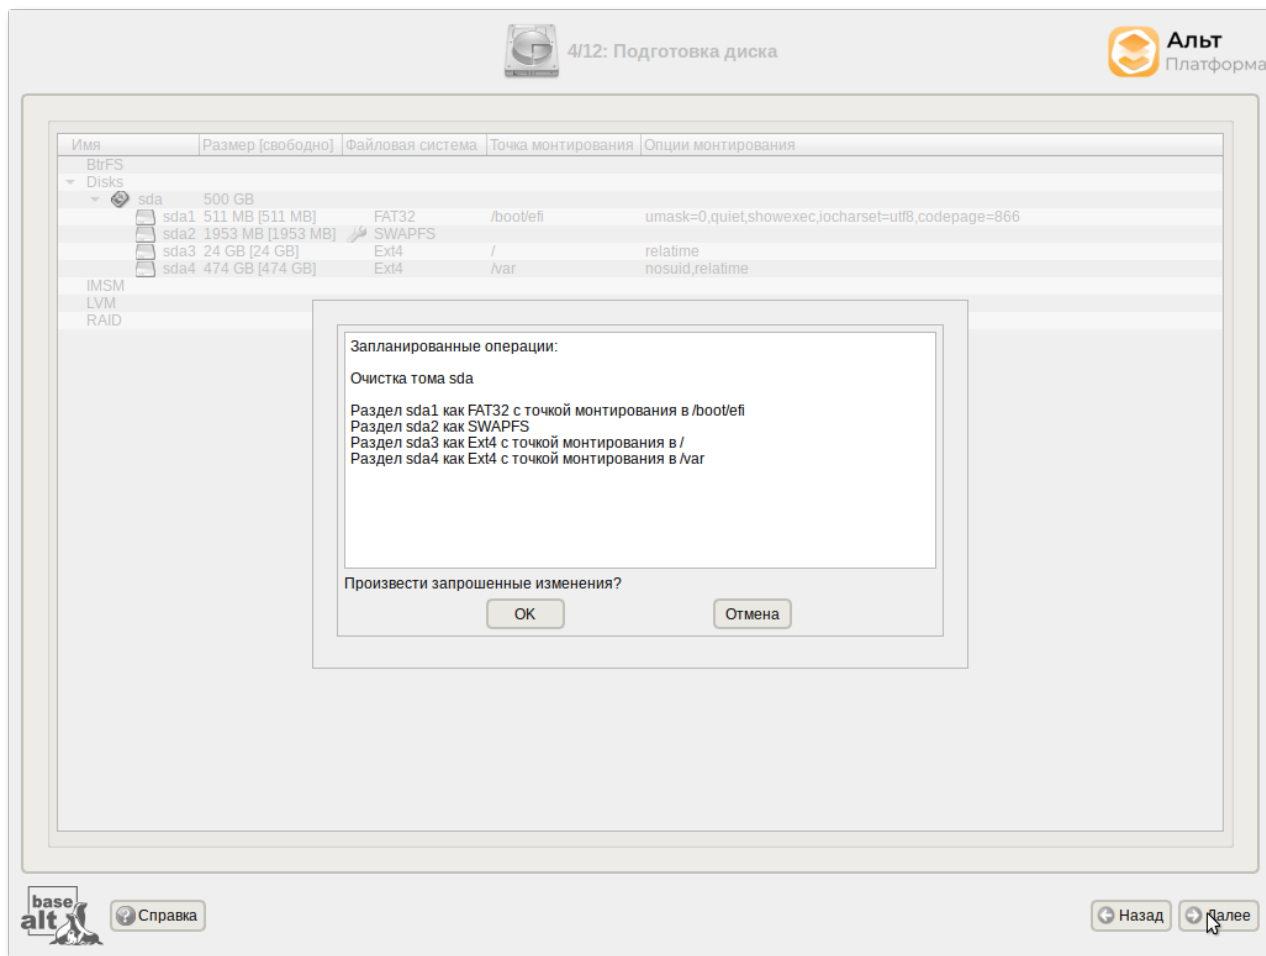 4/12: Подготовка диска
Альт
Платформа
Имя Размер [свободно] Файловая система Точка монтирования Опции монтирования
BtrFS
Disks
sda 500 GB
sda1 511 MB [511 MB] FAT32 /boot/efi umask=0,quiet,showexec,iocharset=utf8,codepage=866
sda2 1953 MB [1953 MB] SWAPFS
sda3 24 GB [24 GB] Ext4 / relatime
sda4 474 GB [474 GB] Ext4 /var nosuid,relatime
IMSM
LVM
RAID
Запланированные операции:
Очистка тома sda
Раздел sda1 как FAT32 с точкой монтирования в /boot/efi
Раздел sda2 как SWAPFS
Раздел sda3 как Ext4 с точкой монтирования в /
Раздел sda4 как Ext4 с точкой монтирования в /var
Произвести запрошенные изменения?
OK Отмена
base
alt
Справка Назад Далее